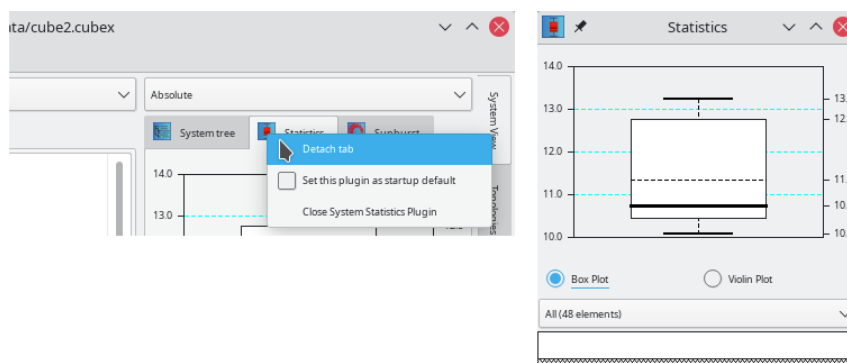 ata/cube2.cubex
Absolute
System tree
Statistics
Sunburst
System View
Topologies
Detach tab
Set this plugin as startup default
Close System Statistics Plugin
14.0
13.0
Statistics
14.0
13.0
12.0
11.0
10.0
13.
12.
11.
10.
10.
Box Plot
Violin Plot
All (48 elements)